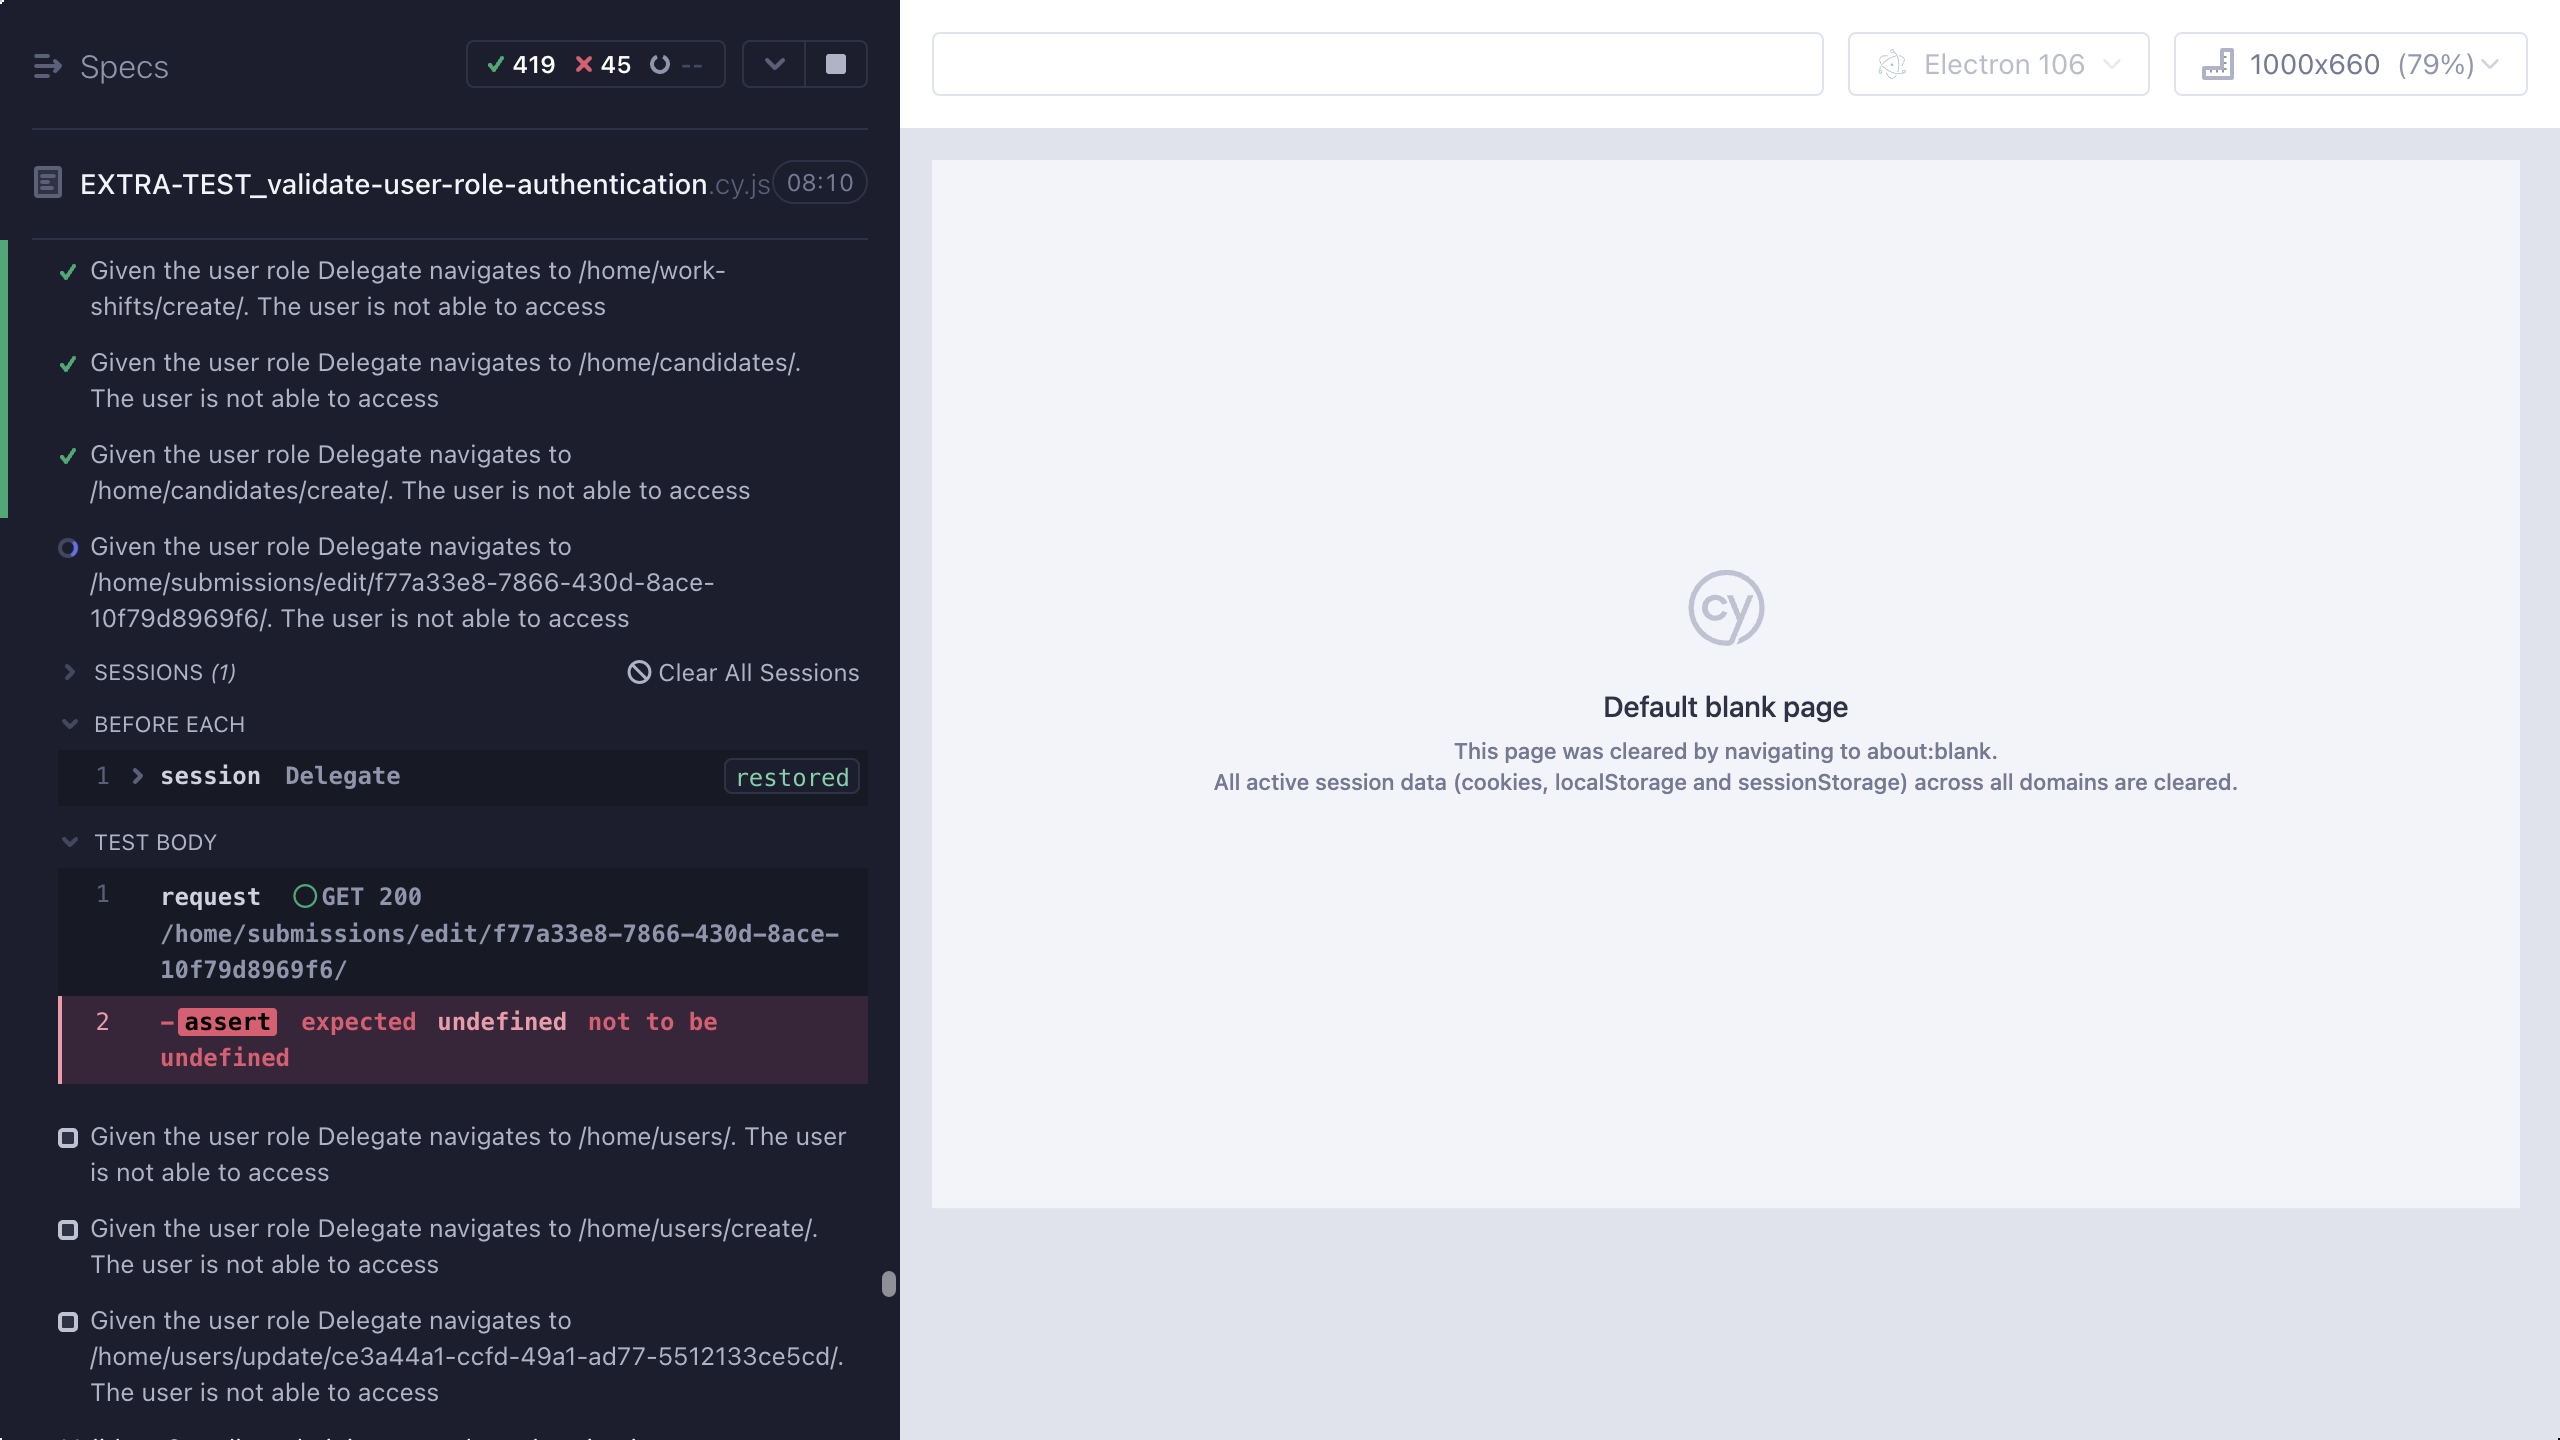 Specs
419 45 --
EXTRA-TEST_validate-user-role-authentication.cy.js 08:10
Given the user role Delegate navigates to /home/work-
shifts/create/. The user is not able to access
Given the user role Delegate navigates to /home/candidates/.
The user is not able to access
Given the user role Delegate navigates to
/home/candidates/create/. The user is not able to access
Given the user role Delegate navigates to
/home/submissions/edit/f77a33e8-7866-430d-8ace-
10f79d8969f6/. The user is not able to access
SESSIONS (1) Clear All Sessions
BEFORE EACH
1 session Delegate restored
TEST BODY
1 request GET 200
/home/submissions/edit/f77a33e8-7866-430d-8ace-
10f79d8969f6/
2 -assert expected undefined not to be
undefined
Given the user role Delegate navigates to /home/users/. The user
is not able to access
Given the user role Delegate navigates to /home/users/create/.
The user is not able to access
Given the user role Delegate navigates to
/home/users/update/ce3a44a1-ccfd-49a1-ad77-5512133ce5cd/.
The user is not able to access
Electron 106
1000x660 (79%)
cy
Default blank page
This page was cleared by navigating to about:blank.
All active session data (cookies, localStorage and sessionStorage) across all domains are cleared.